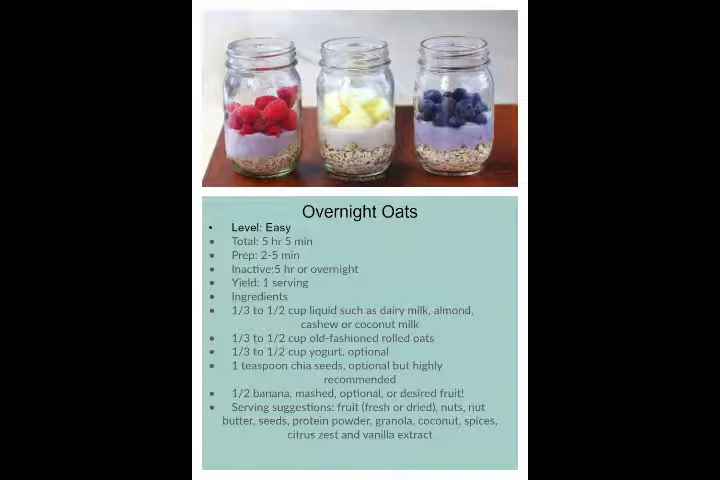 Overnight Oats
• Level: Easy
• Total: 5 hr 5 min
• Prep: 2-5 min
• Inactive:5 hr or overnight
• Yield: 1 serving
• Ingredients
• 1/3 to 1/2 cup liquid such as dairy milk, almond,
cashew or coconut milk
• 1/3 to 1/2 cup old-fashioned rolled oats
• 1/3 to 1/2 cup yogurt, optional
• 1 teaspoon chia seeds, optional but highly
recommended
• 1/2 banana, mashed, optional, or desired fruit!
• Serving suggestions: fruit (fresh or dried), nuts, nut
butter, seeds, protein powder, granola, coconut, spices,
citrus zest and vanilla extract